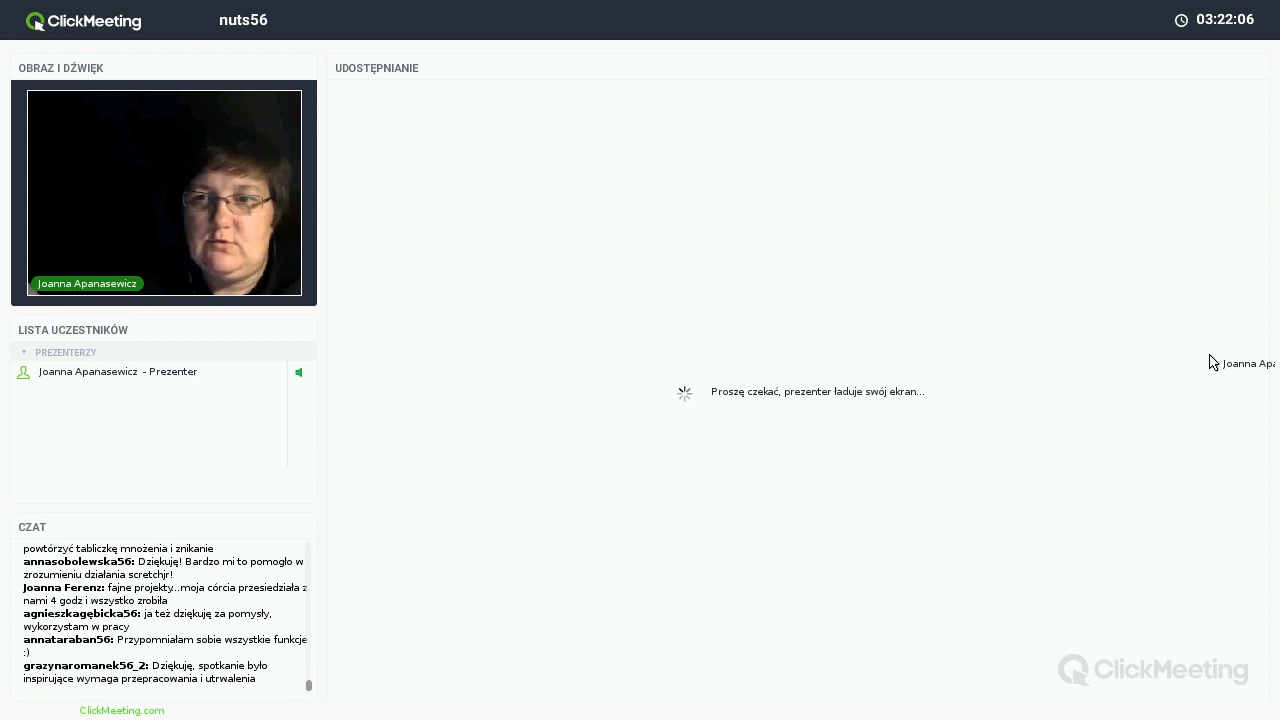 ClickMeeting
nuts56
03:22:06
OBRAZ I DŹWIĘK
Joanna Apanasewicz
LISTA UCZESTNIKÓW
PREZENTERZY
Joanna Apanasewicz - Prezenter
CZAT
powtórzyć tabliczkę mnożenia i znikanie
annasobolewska56: Dziękuję! Bardzo mi to pomogło w
zrozumieniu działania scretchjr!
Joanna Ferenz: fajne projekty...moja córcia przesiedziała z
nami 4 godz i wszystko zrobiła
agnieszkagębicka56: ja też dziękuję za pomysły,
wykorzystam w pracy
annataraban56: Przypomniałam sobie wszystkie funkcje
:)
grazynaromanek56_2: Dziękuję, spotkanie było
inspirujące wymaga przepracowania i utrwalenia
ClickMeeting.com
UDOSTĘPNIANIE
Joanna Apa
Proszę czekać, prezenter ładuje swój ekran...
ClickMeeting